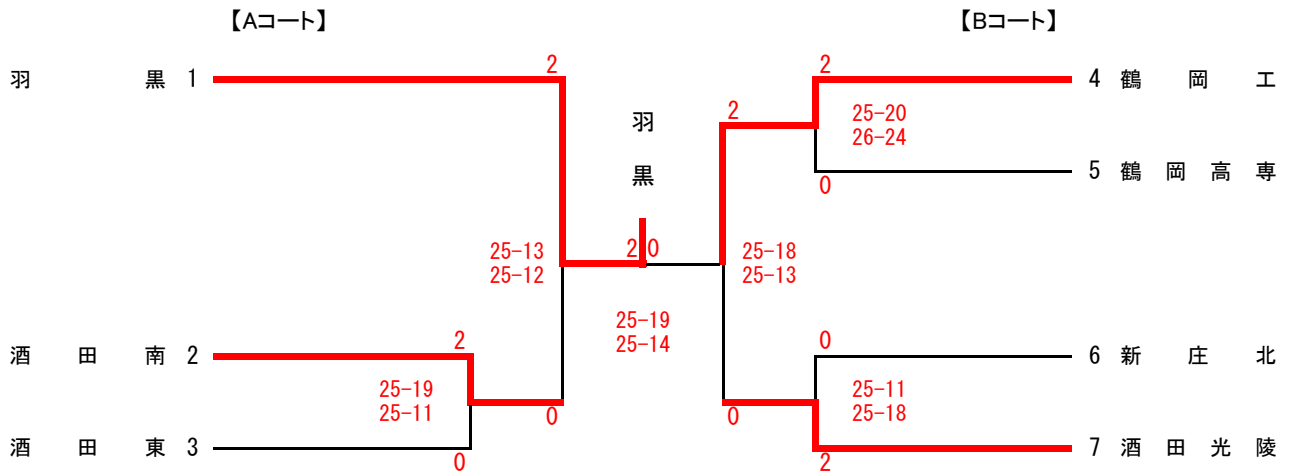 【Aコート】
【Bコート】
羽黒 1
2
2
4 鶴岡工
羽
黒
2
25-20
26-24
5 鶴岡高専
0
25-13
25-12
2 0
25-18
25-13
25-19
25-14
酒田南 2
2
0
6 新庄北
25-19
25-11
0
0
25-11
25-18
酒田東 3
0
2
7 酒田光陵